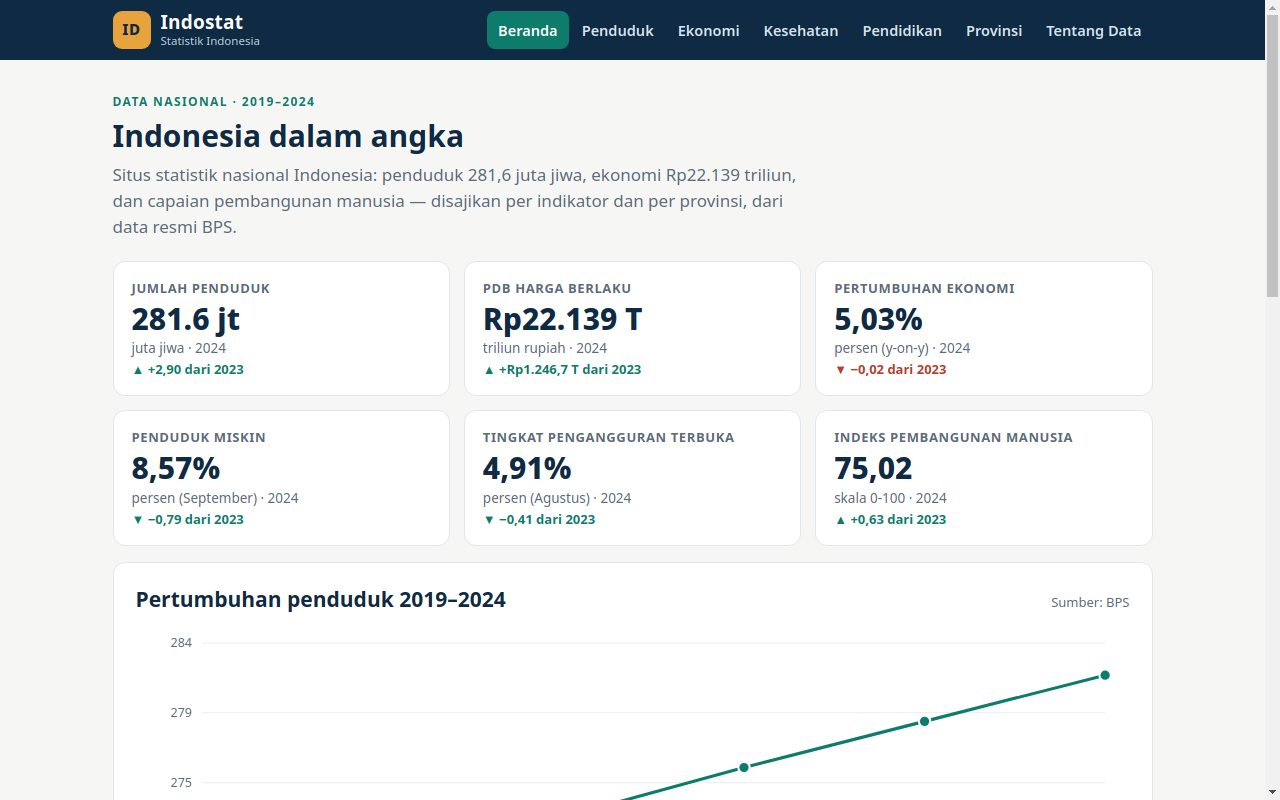 ID
Indostat
Statistik Indonesia
Beranda
Penduduk
Ekonomi
Kesehatan
Pendidikan
Provinsi
Tentang Data
DATA NASIONAL · 2019–2024
Indonesia dalam angka
Situs statistik nasional Indonesia: penduduk 281,6 juta jiwa, ekonomi Rp22.139 triliun,
dan capaian pembangunan manusia — disajikan per indikator dan per provinsi, dari
data resmi BPS.
JUMLAH PENDUDUK
281.6 jt
juta jiwa · 2024
▲ +2,90 dari 2023
PDB HARGA BERLAKU
Rp22.139 T
triliun rupiah · 2024
▲ +Rp1.246,7 T dari 2023
PERTUMBUHAN EKONOMI
5,03%
persen (y-on-y) · 2024
▼ −0,02 dari 2023
PENDUDUK MISKIN
8,57%
persen (September) · 2024
▼ −0,79 dari 2023
TINGKAT PENGANGGURAN TERBUKA
4,91%
persen (Agustus) · 2024
▼ −0,41 dari 2023
INDEKS PEMBANGUNAN MANUSIA
75,02
skala 0-100 · 2024
▲ +0,63 dari 2023
Pertumbuhan penduduk 2019–2024
Sumber: BPS
284
279
275